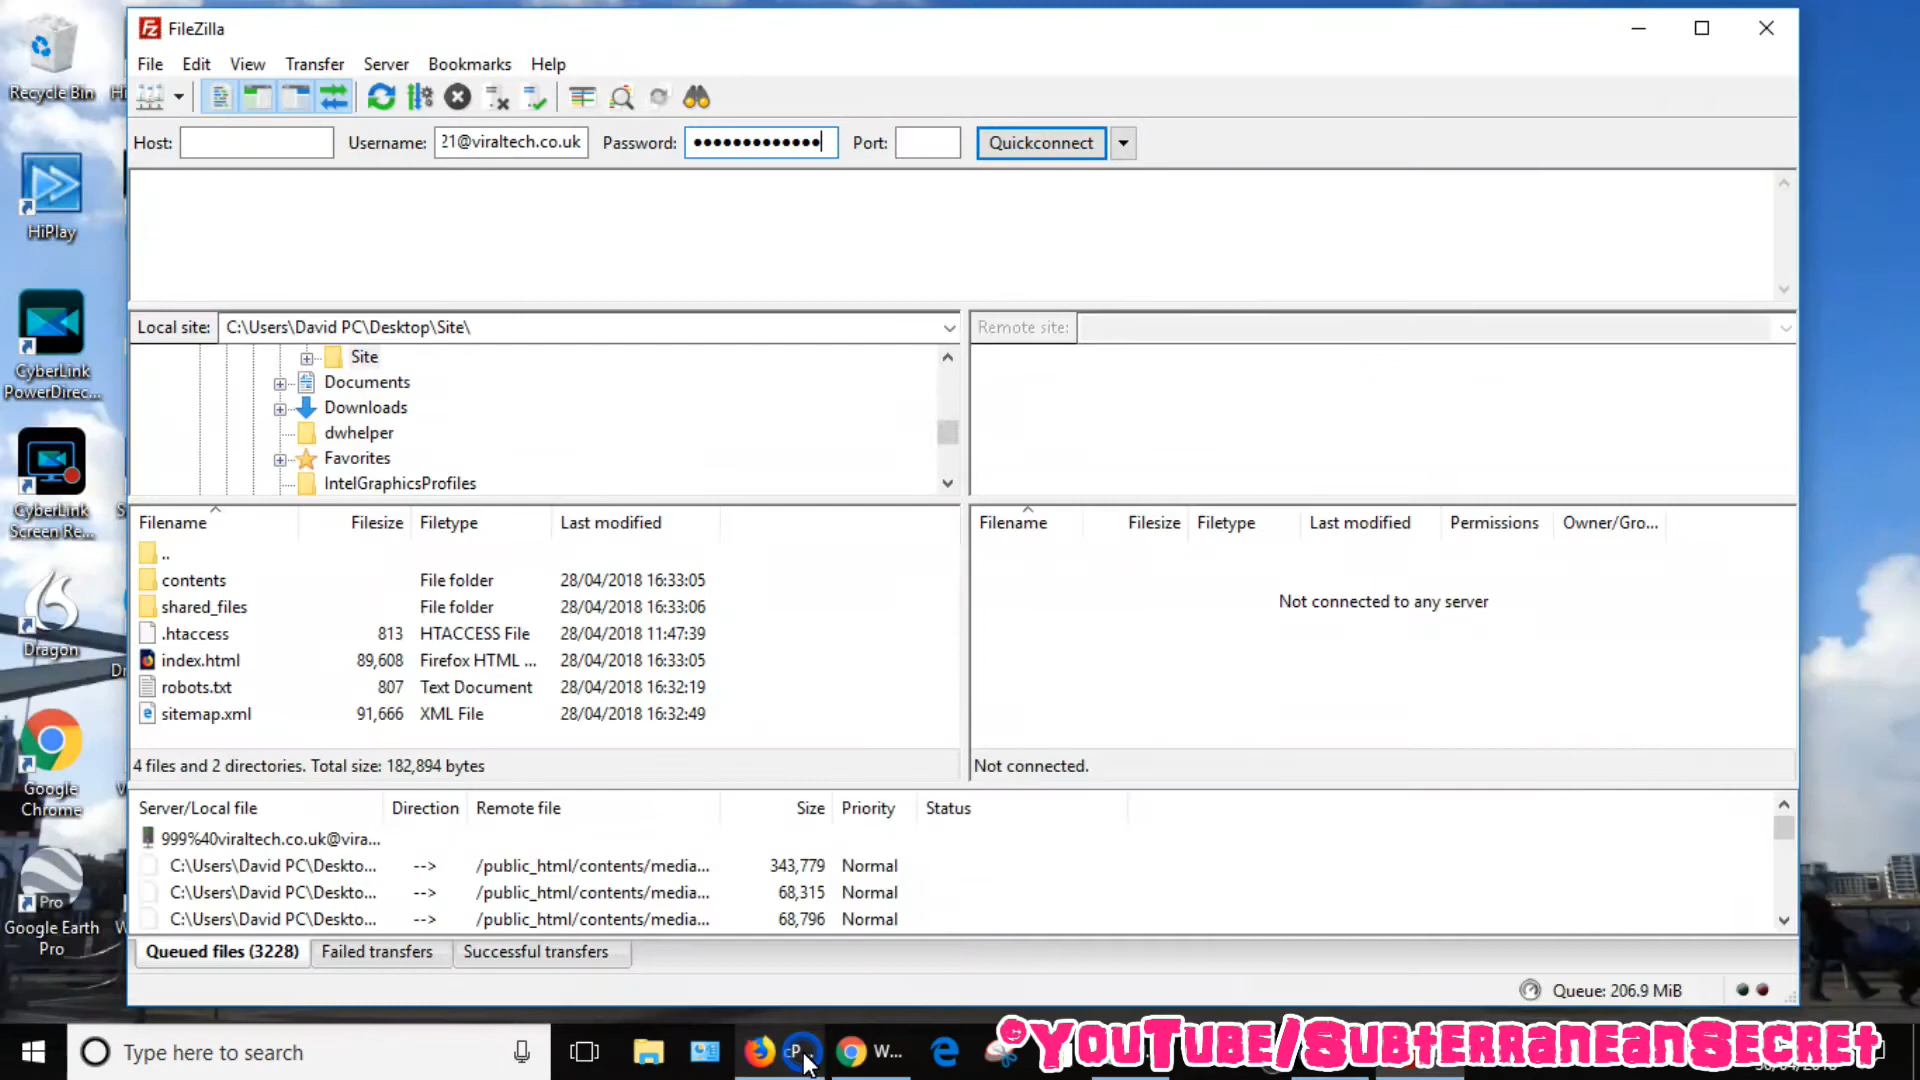 Recycle Bin
HiPlay
CyberLink
PowerDirec...
CyberLink
Screen Re...
Dragon
Google
Chrome
Pro
Google Earth
Pro
FileZilla
File Edit View Transfer Server Bookmarks Help
Host: Username: 21@viraltech.co.uk Password: ●●●●●●●●●●●●● Port: Quickconnect
Local site: C:\Users\David PC\Desktop\Site\
Site
Documents
Downloads
dwhelper
Favorites
IntelGraphicsProfiles
Remote site:
Filename Filesize Filetype Last modified
..
contents File folder 28/04/2018 16:33:05
shared_files File folder 28/04/2018 16:33:06
.htaccess 813 HTACCESS File 28/04/2018 11:47:39
index.html 89,608 Firefox HTML ... 28/04/2018 16:33:05
robots.txt 807 Text Document 28/04/2018 16:32:19
sitemap.xml 91,666 XML File 28/04/2018 16:32:49
4 files and 2 directories. Total size: 182,894 bytes
Filename Filesize Filetype Last modified Permissions Owner/Gro...
Not connected to any server
Not connected.
Server/Local file Direction Remote file Size Priority Status
999%40viraltech.co.uk@vira...
C:\Users\David PC\Deskto... --> /public_html/contents/media... 343,779 Normal
C:\Users\David PC\Deskto... --> /public_html/contents/media... 68,315 Normal
C:\Users\David PC\Deskto... --> /public_html/contents/media... 68,796 Normal
Queued files (3228) Failed transfers Successful transfers
Queue: 206.9 MiB
Type here to search
W...
©YouTube/SubterraneanSecret